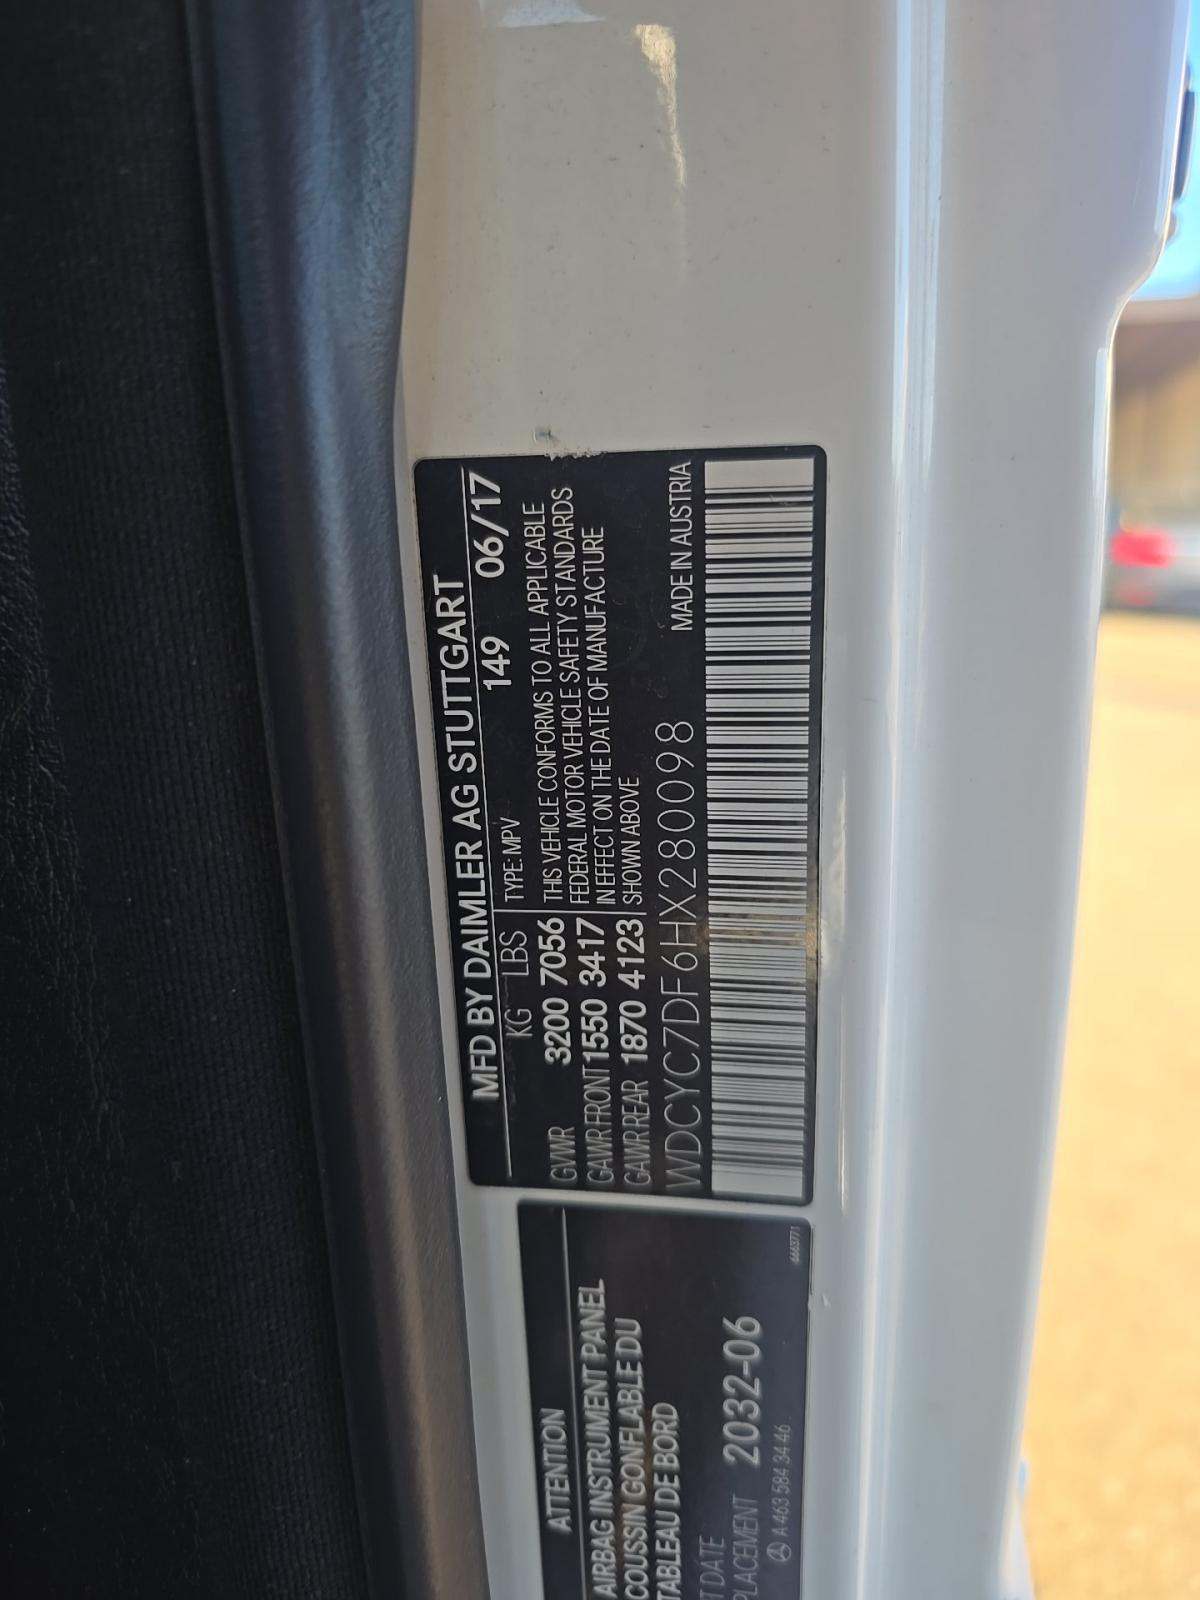 MFD BY DAIMLER AG STUTTGART
KG LBS TYPE: MPV 149 06/17
GVWR 3200 7056 THIS VEHICLE CONFORMS TO ALL APPLICABLE
GAWR FRONT 1550 3417 FEDERAL MOTOR VEHICLE SAFETY STANDARDS
GAWR REAR 1870 4123 IN EFFECT ON THE DATE OF MANUFACTURE
SHOWN ABOVE
WDCYC7DF6HX280098 MADE IN AUSTRIA
ATTENTION
AIRBAG INSTRUMENT PANEL
COUSSIN GONFLABLE DU
TABLEAU DE BORD
T DATE
PLACEMENT 2032-06
A 463 584 34 46